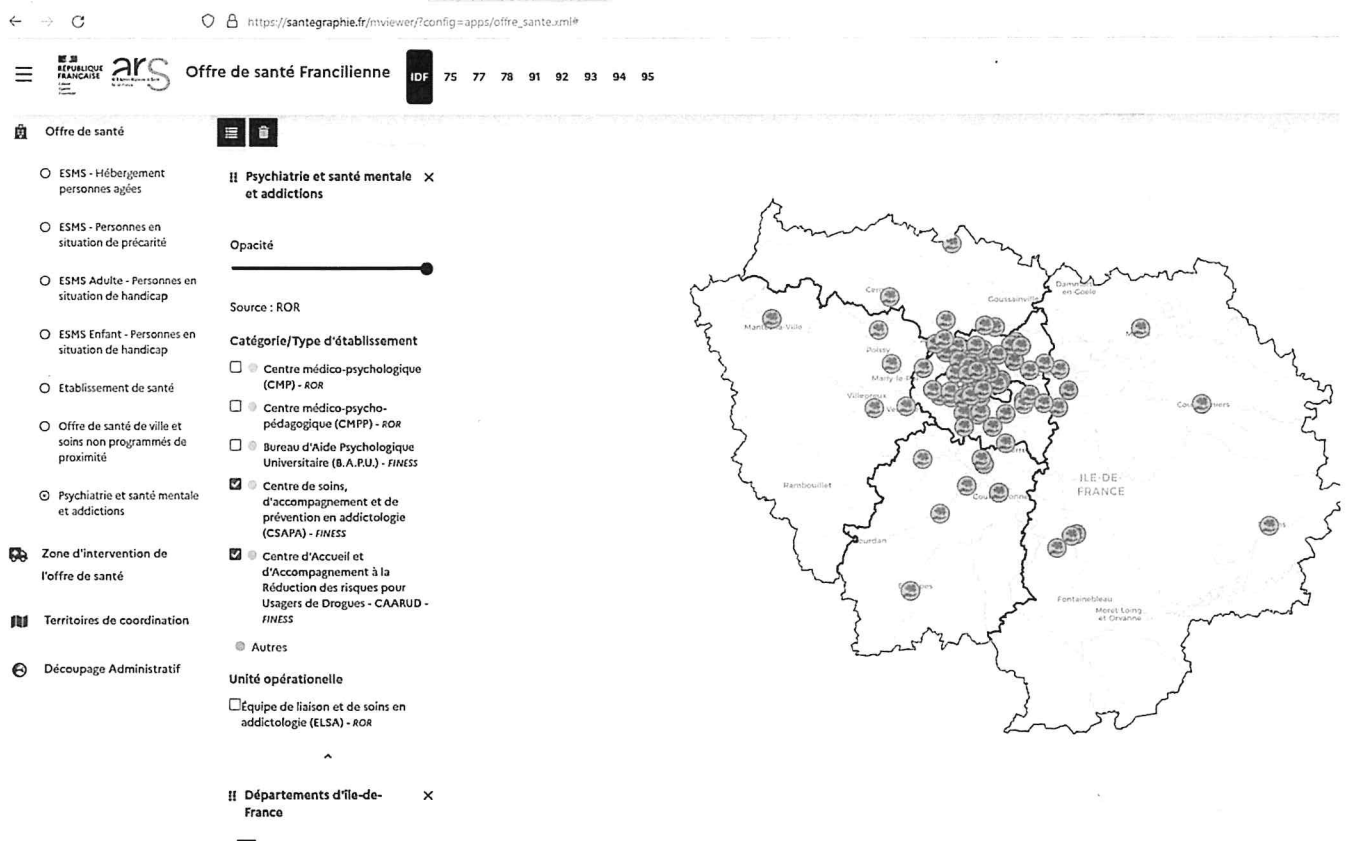 https://santegraphie.fr/mviewer/?config=apps/offre_sante.xml#
RÉPUBLIQUE
FRANÇAISE
ars
Offre de santé Francilienne
IDF 75 77 78 91 92 93 94 95
Offre de santé
ESMS - Hébergement
personnes agées
ESMS - Personnes en
situation de précarité
ESMS Adulte - Personnes en
situation de handicap
ESMS Enfant - Personnes en
situation de handicap
Etablissement de santé
Offre de santé de ville et
soins non programmés de
proximité
Psychiatrie et santé mentale
et addictions
Zone d'intervention de
l'offre de santé
Territoires de coordination
Découpage Administratif
Psychiatrie et santé mentale
et addictions
Opacité
Source : ROR
Catégorie/Type d'établissement
Centre médico-psychologique
(CMP) - ROR
Centre médico-psycho-
pédagogique (CMPP) - ROR
Bureau d'Aide Psychologique
Universitaire (B.A.P.U.) - FINESS
Centre de soins,
d'accompagnement et de
prévention en addictologie
(CSAPA) - FINESS
Centre d'Accueil et
d'Accompagnement à la
Réduction des risques pour
Usagers de Drogues - CAARUD -
FINESS
Autres
Unité opérationelle
Équipe de liaison et de soins en
addictologie (ELSA) - ROR
Départements d'île-de-
France
Goussainville
en Goele
Poissy
Villepreux
Rambouillet
ILE-DE-
FRANCE
Fontainebleau
Moret Loing
et Orvanne